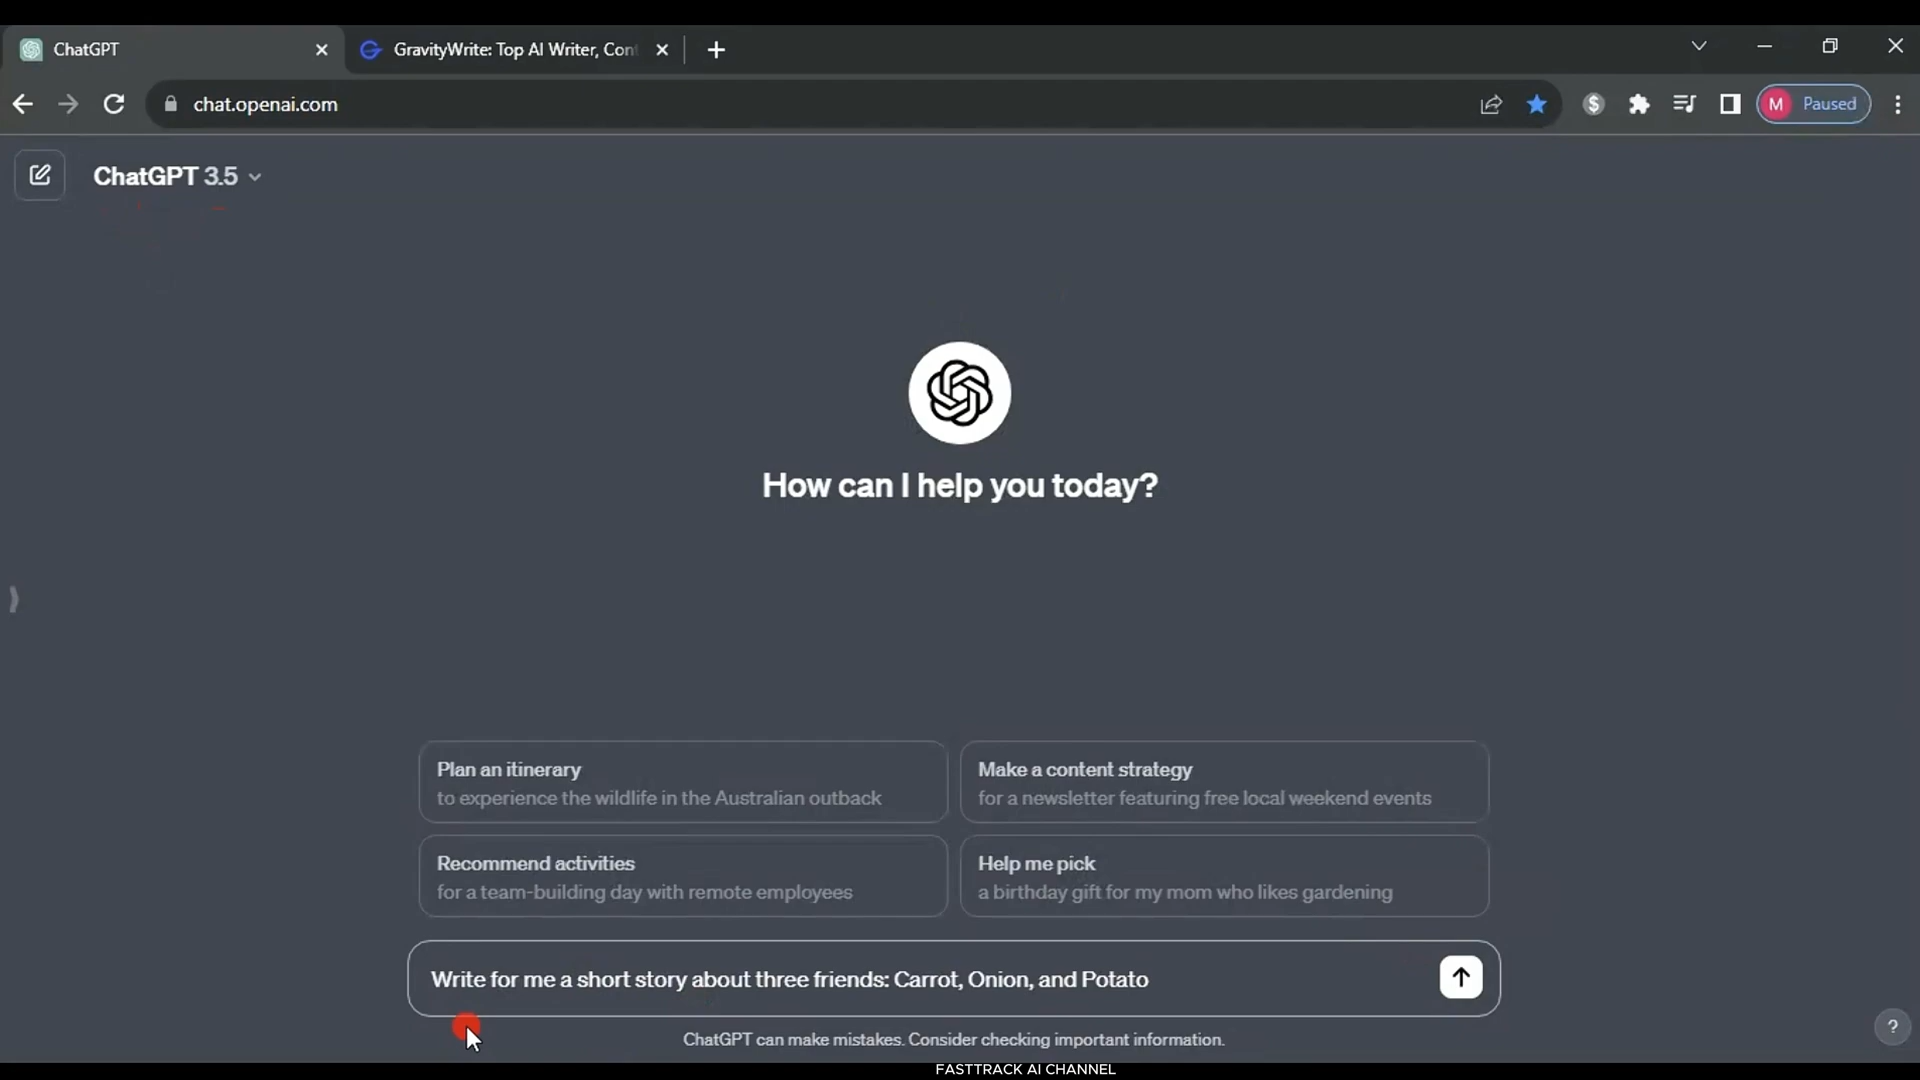 ChatGPT
GravityWrite: Top AI Writer, Con
chat.openai.com
M Paused
ChatGPT 3.5
How can I help you today?
Plan an itinerary
to experience the wildlife in the Australian outback
Make a content strategy
for a newsletter featuring free local weekend events
Recommend activities
for a team-building day with remote employees
Help me pick
a birthday gift for my mom who likes gardening
Write for me a short story about three friends: Carrot, Onion, and Potato
ChatGPT can make mistakes. Consider checking important information.
?
FASTTRACK AI CHANNEL